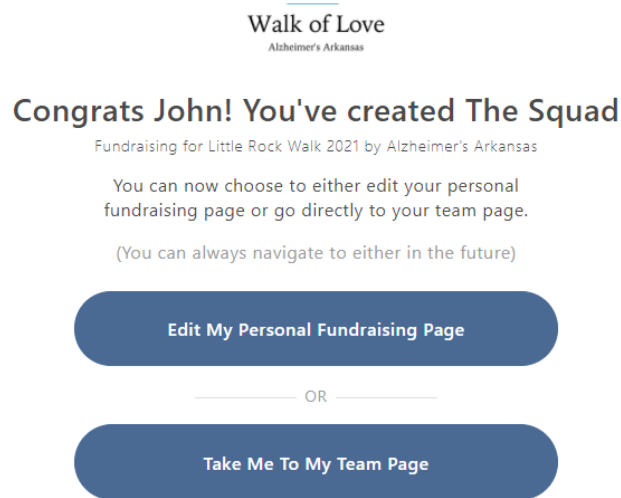 Walk of Love
Alzheimer's Arkansas
Congrats John! You've created The Squad
Fundraising for Little Rock Walk 2021 by Alzheimer's Arkansas
You can now choose to either edit your personal
fundraising page or go directly to your team page.
(You can always navigate to either in the future)
Edit My Personal Fundraising Page
OR
Take Me To My Team Page